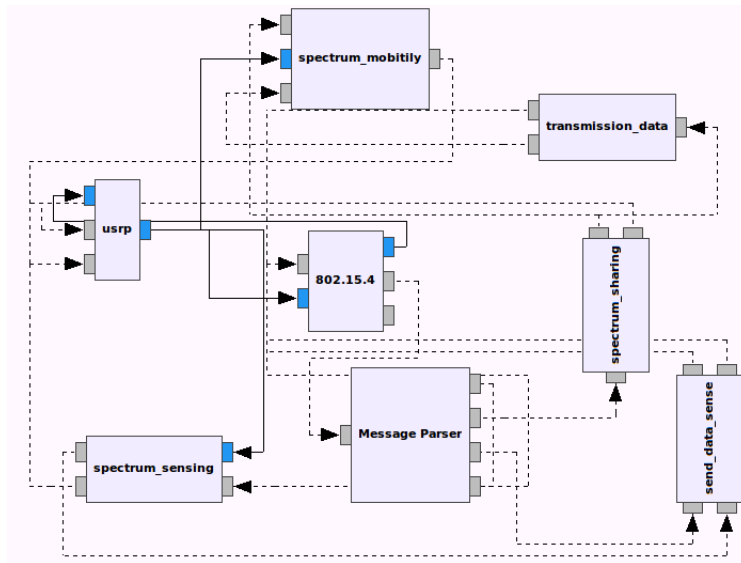 spectrum_mobitily
transmission_data
usrp
802.15.4
spectrum_sharing
Message Parser
send_data_sense
spectrum_sensing